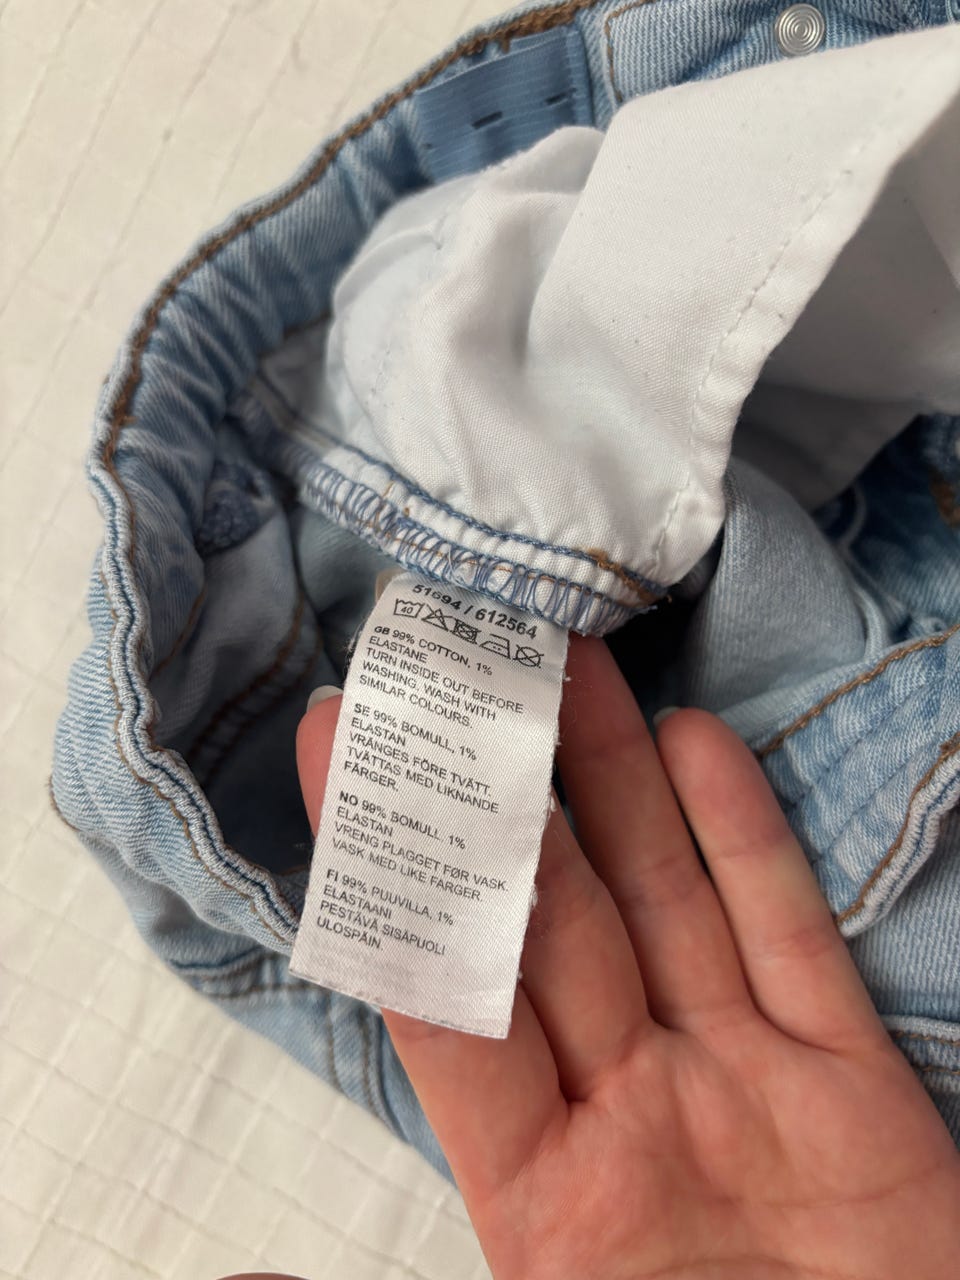 51594 / 612564
40
GB 99% COTTON, 1%
ELASTANE
TURN INSIDE OUT BEFORE
WASHING. WASH WITH
SIMILAR COLOURS.
SE 99% BOMULL, 1%
ELASTAN
VRÄNGES FÖRE TVÄTT.
TVÄTTAS MED LIKNANDE
FÄRGER.
NO 99% BOMULL, 1%
ELASTAN
VRENG PLAGGET FØR VASK.
VASK MED LIKE FARGER.
FI 99% PUUVILLA, 1%
ELASTAANI
PESTÄVÄ SISÄPUOLI
ULOSPÄIN.